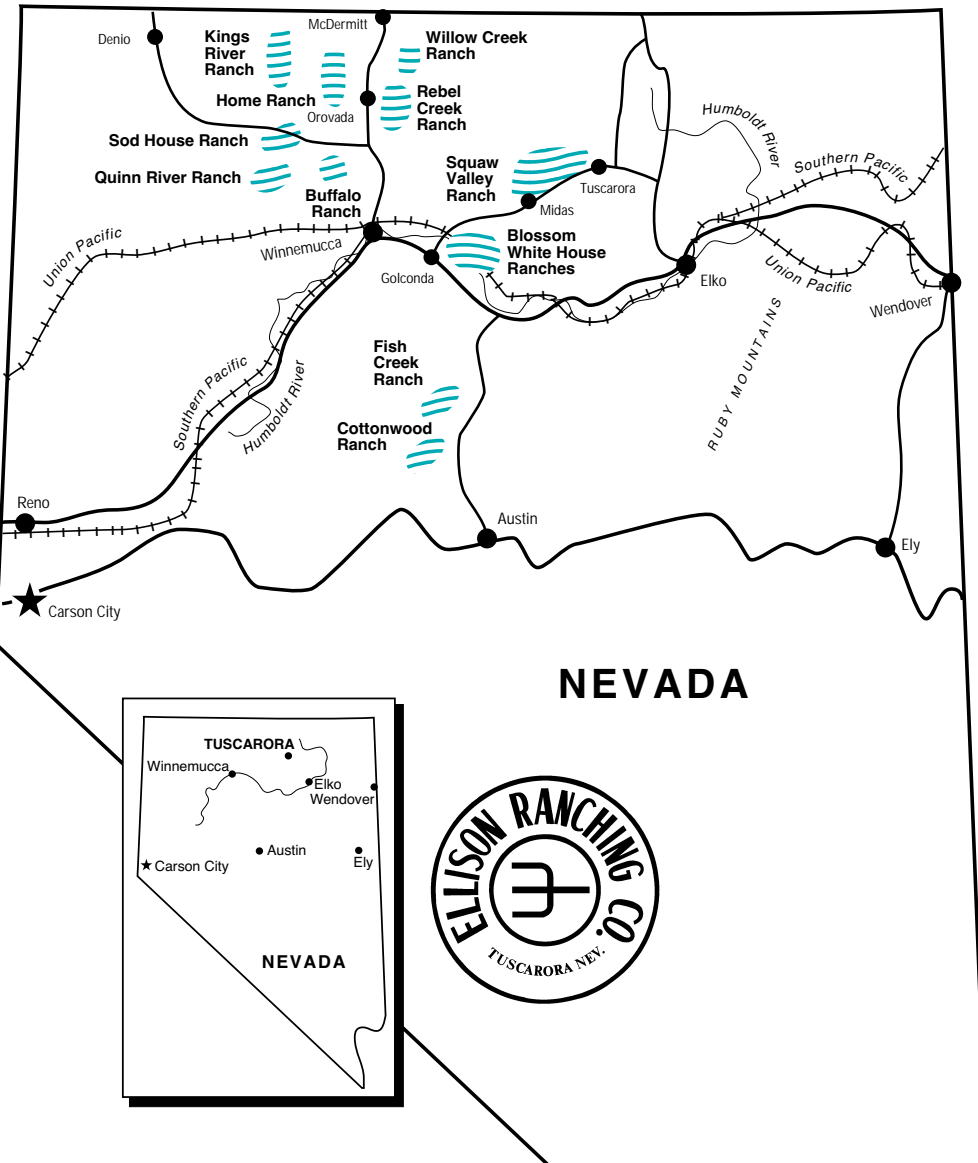 McDermitt
Denio
Kings
River
Ranch
Willow Creek
Ranch
Home Ranch
Orovada
Rebel
Creek
Ranch
Humboldt River
Sod House Ranch
Southern Pacific
Squaw
Valley
Ranch
Quinn River Ranch
Tuscarora
Buffalo
Ranch
Midas
Union Pacific
Winnemucca
Blossom
White House
Ranches
Golconda
Elko
Union Pacific
Wendover
Fish
Creek
Ranch
RUBY MOUNTAINS
Southern Pacific
Humboldt River
Cottonwood
Ranch
Reno
Austin
Ely
Carson City
NEVADA
TUSCARORA
Winnemucca
Elko
Wendover
Austin
Ely
Carson City
NEVADA
ELLISON RANCHING CO.
TUSCARORA NEV.